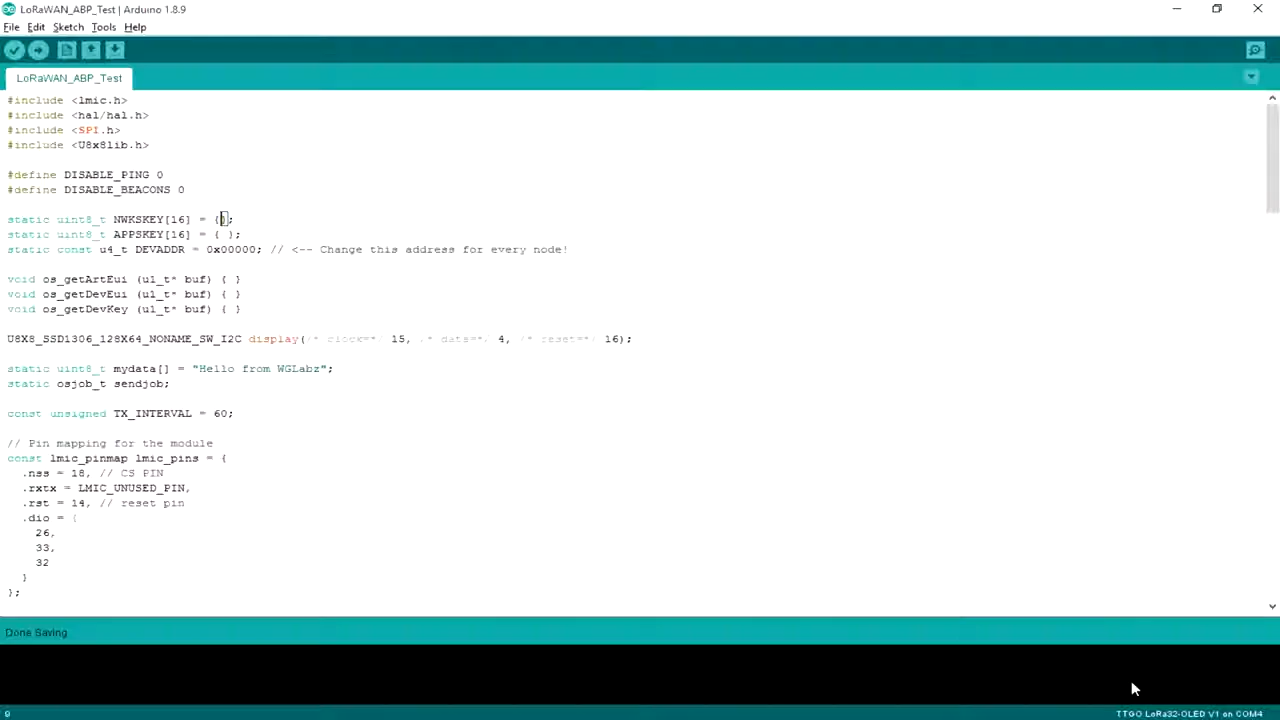 LoRaWAN_ABP_Test | Arduino 1.8.9
File Edit Sketch Tools Help
LoRaWAN_ABP_Test
#include <lmic.h>
#include <hal/hal.h>
#include <SPI.h>
#include <U8x8lib.h>
#define DISABLE_PING 0
#define DISABLE_BEACONS 0
static uint8_t NWKSKEY[16] = {};
static uint8_t APPSKEY[16] = { };
static const u4_t DEVADDR = 0x00000; // <-- Change this address for every node!
void os_getArtEui (u1_t* buf) { }
void os_getDevEui (u1_t* buf) { }
void os_getDevKey (u1_t* buf) { }
U8X8_SSD1306_128X64_NONAME_SW_I2C display(/* clock=*/ 15, /* data=*/ 4, /* reset=*/ 16);
static uint8_t mydata[] = "Hello from WGLabz";
static osjob_t sendjob;
const unsigned TX_INTERVAL = 60;
// Pin mapping for the module
const lmic_pinmap lmic_pins = {
.nss = 18, // CS PIN
.rxtx = LMIC_UNUSED_PIN,
.rst = 14, // reset pin
.dio = {
26,
33,
32
}
};
Done Saving
9 TTGO LoRa32-OLED V1 on COM4